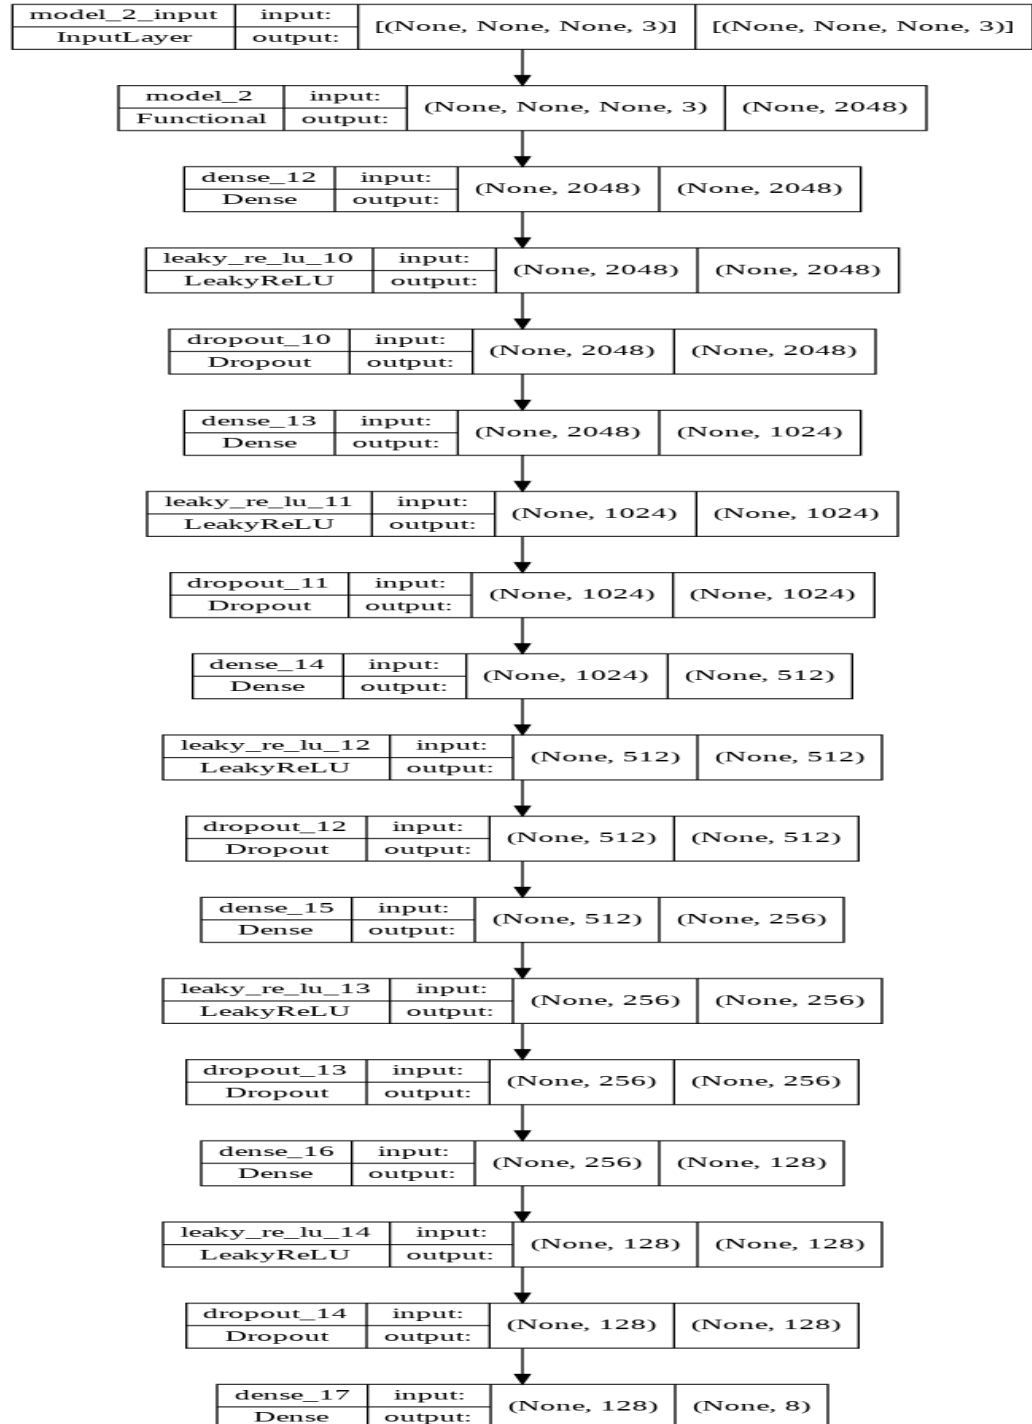 model_2_input input: [(None, None, None, 3)] [(None, None, None, 3)]
InputLayer output:
model_2 input: (None, None, None, 3) (None, 2048)
Functional output:
dense_12 input: (None, 2048) (None, 2048)
Dense output:
leaky_re_lu_10 input: (None, 2048) (None, 2048)
LeakyReLU output:
dropout_10 input: (None, 2048) (None, 2048)
Dropout output:
dense_13 input: (None, 2048) (None, 1024)
Dense output:
leaky_re_lu_11 input: (None, 1024) (None, 1024)
LeakyReLU output:
dropout_11 input: (None, 1024) (None, 1024)
Dropout output:
dense_14 input: (None, 1024) (None, 512)
Dense output:
leaky_re_lu_12 input: (None, 512) (None, 512)
LeakyReLU output:
dropout_12 input: (None, 512) (None, 512)
Dropout output:
dense_15 input: (None, 512) (None, 256)
Dense output:
leaky_re_lu_13 input: (None, 256) (None, 256)
LeakyReLU output:
dropout_13 input: (None, 256) (None, 256)
Dropout output:
dense_16 input: (None, 256) (None, 128)
Dense output:
leaky_re_lu_14 input: (None, 128) (None, 128)
LeakyReLU output:
dropout_14 input: (None, 128) (None, 128)
Dropout output:
dense_17 input: (None, 128) (None, 8)
Dense output: